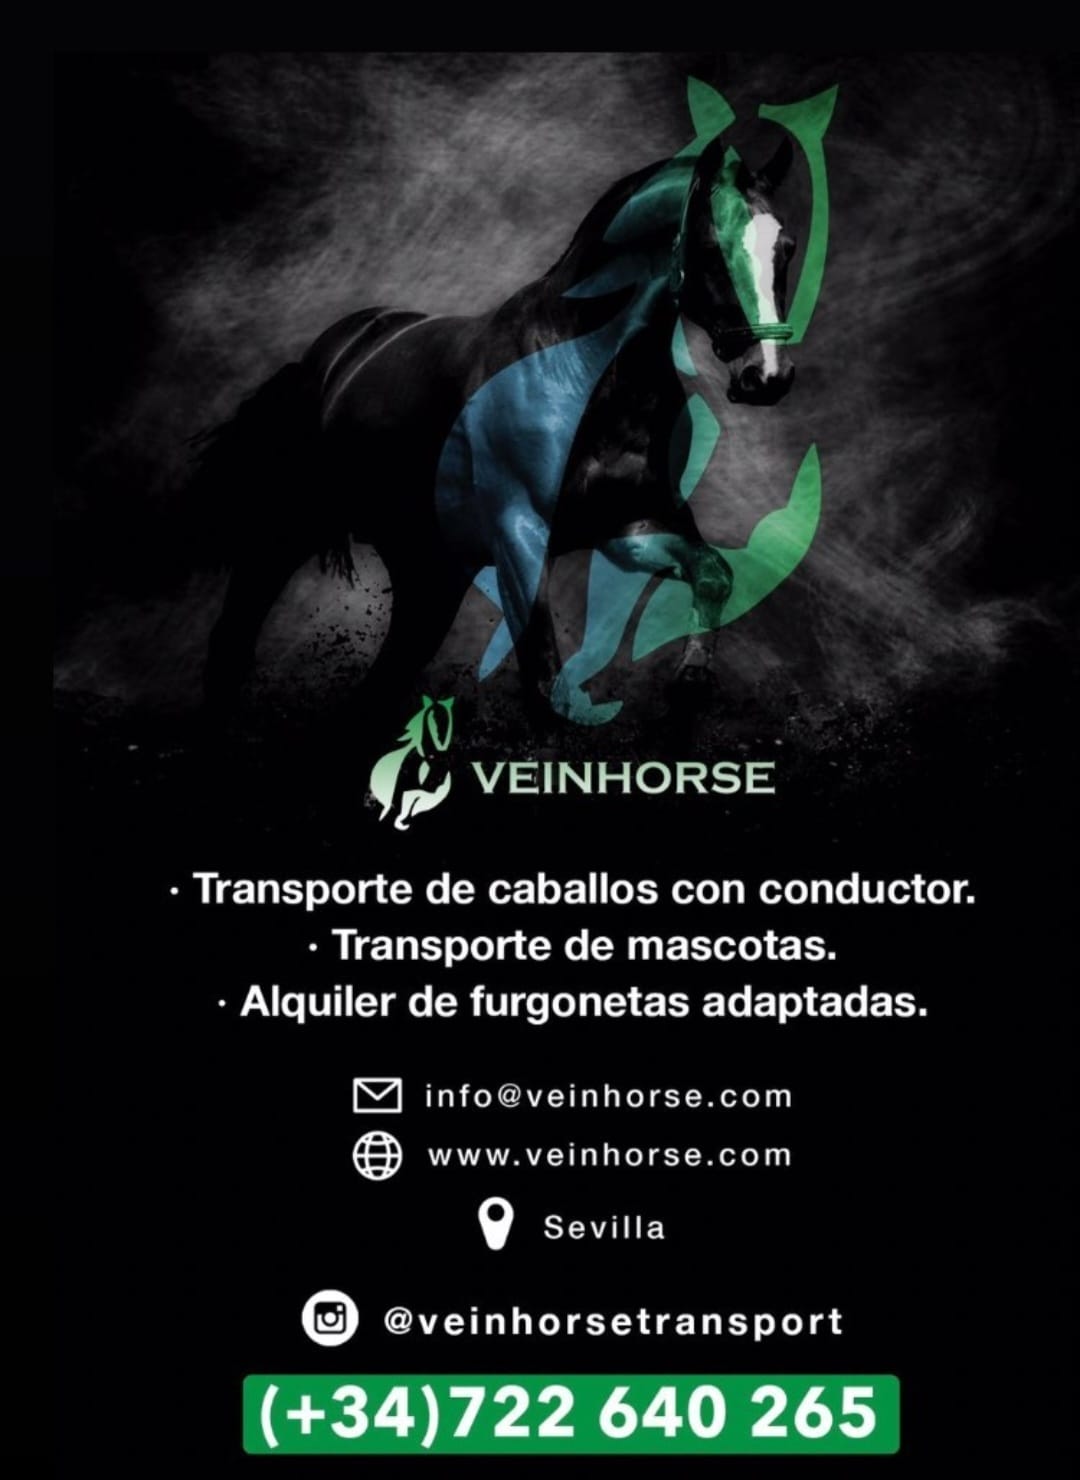 VEINHORSE
· Transporte de caballos con conductor.
· Transporte de mascotas.
· Alquiler de furgonetas adaptadas.
info@veinhorse.com
www.veinhorse.com
Sevilla
@veinhorsetransport
(+34)722 640 265